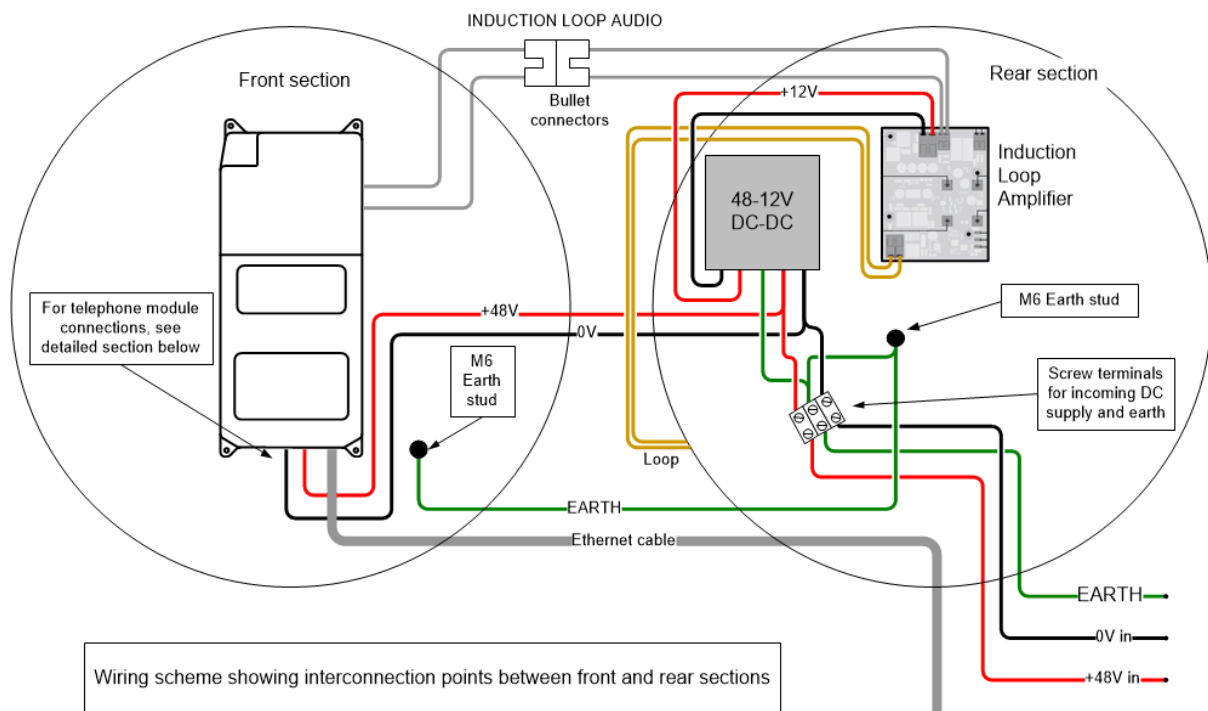 INDUCTION LOOP AUDIO
Front section
Rear section
Bullet
connectors
+12V
Induction
Loop
Amplifier
48-12V
DC-DC
For telephone module
connections, see
detailed section below
+48V
0V
M6 Earth stud
M6
Earth
stud
Screw terminals
for incoming DC
supply and earth
Loop
EARTH
Ethernet cable
EARTH
0V in
+48V in
Wiring scheme showing interconnection points between front and rear sections